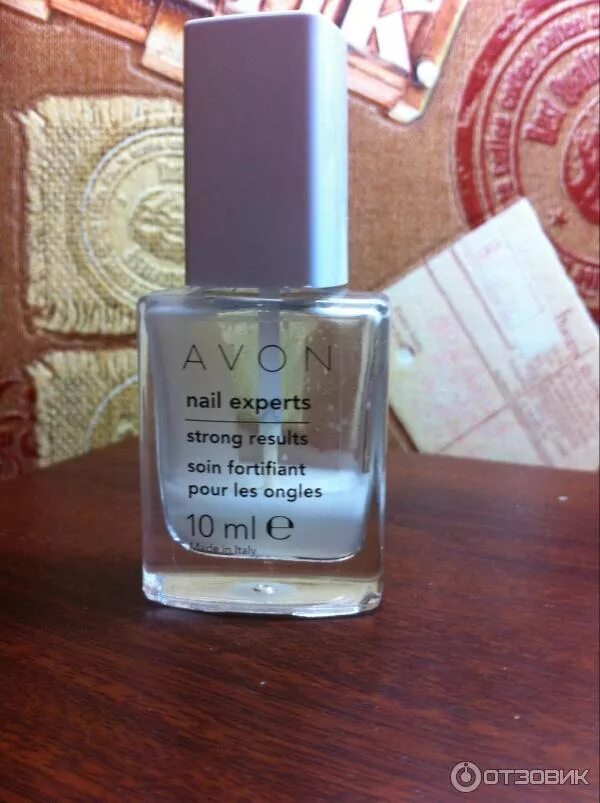 AVON
nail experts
strong results
soin fortifiant
pour les ongles
10 ml e
Made in Italy
ОТЗОВИК